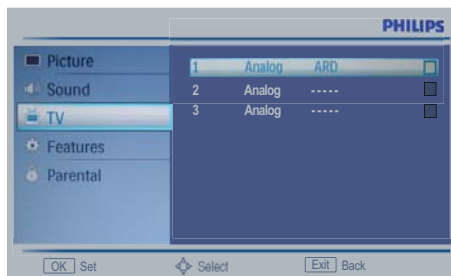 PHILIPS
Picture
Sound
TV
Features
Parental
1 Analog ARD
2 Analog -----
3 Analog -----
OK Set Select Exit Back